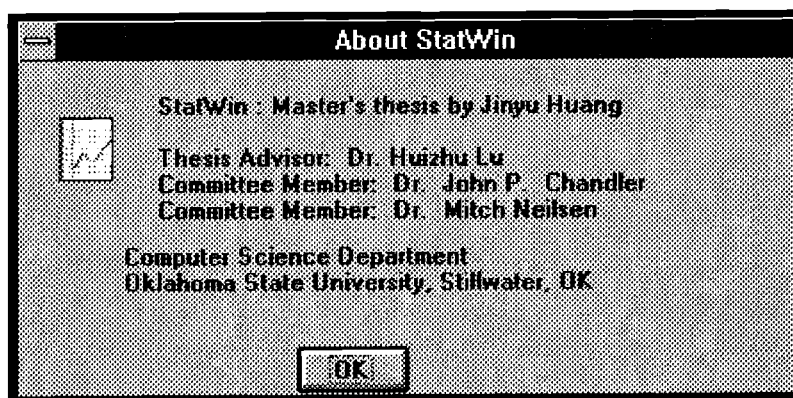 About StatWin
StatWin : Master's thesis by Jinyu Huang
Thesis Advisor: Dr. Huizhu Lu
Committee Member: Dr. John P. Chandler
Committee Member: Dr. Mitch Neilsen
Computer Science Department
Oklahoma State University, Stillwater, OK
OK